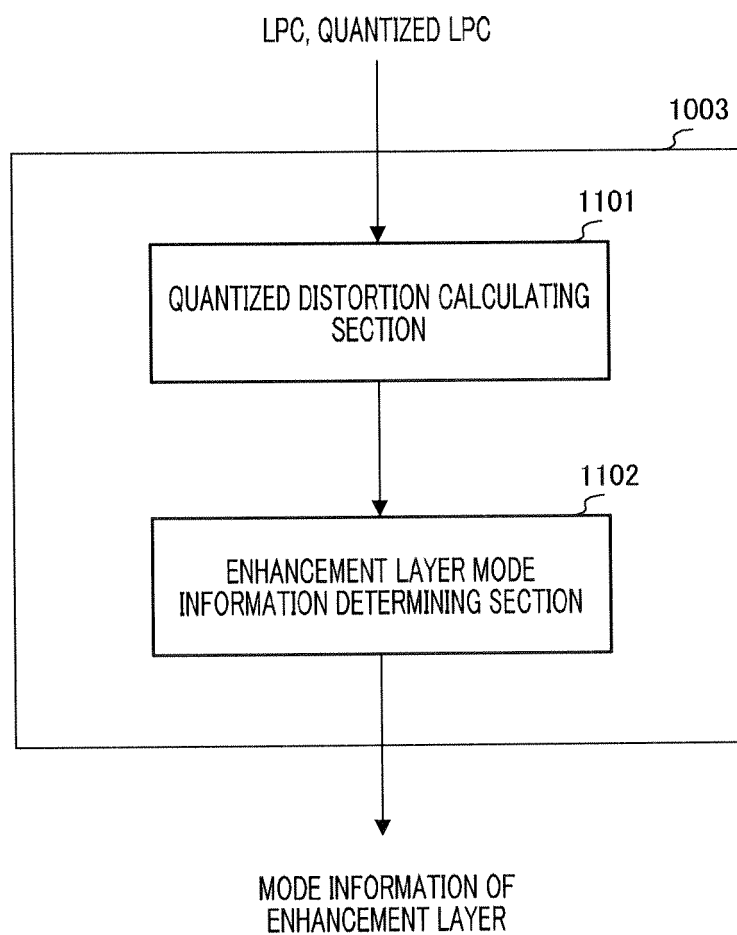 LPC, QUANTIZED LPC
1003
1101
QUANTIZED DISTORTION CALCULATING
SECTION
1102
ENHANCEMENT LAYER MODE
INFORMATION DETERMINING SECTION
MODE INFORMATION OF
ENHANCEMENT LAYER